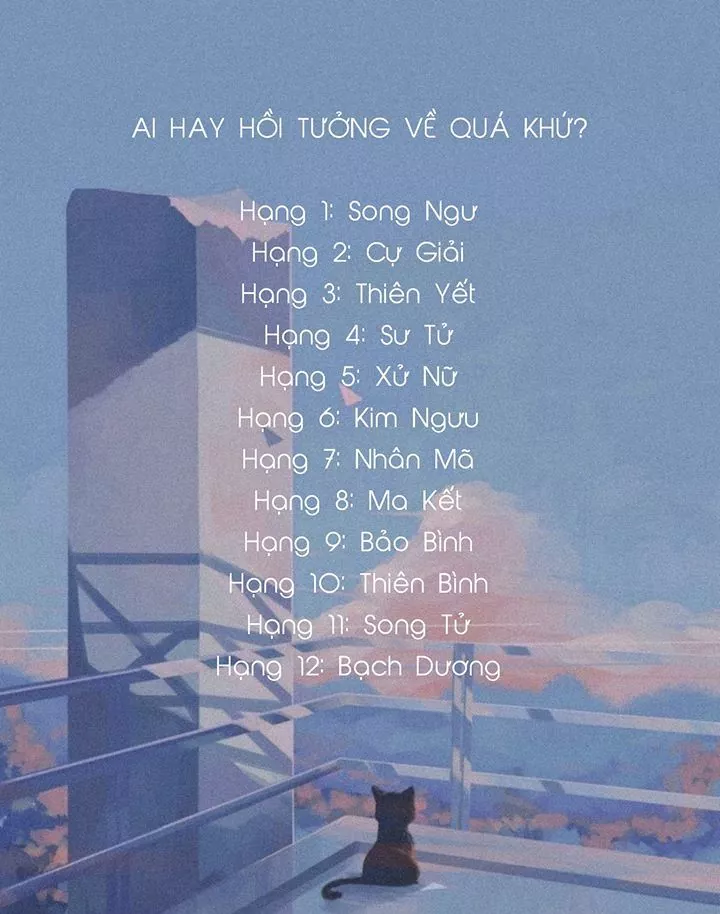 AI HAY HỒI TƯỞNG VỀ QUÁ KHỨ?
Hạng 1: Song Ngư
Hạng 2: Cự Giải
Hạng 3: Thiên Yết
Hạng 4: Sư Tử
Hạng 5: Xử Nữ
Hạng 6: Kim Ngưu
Hạng 7: Nhân Mã
Hạng 8: Ma Kết
Hạng 9: Bảo Bình
Hạng 10: Thiên Bình
Hạng 11: Song Tử
Hạng 12: Bạch Dương